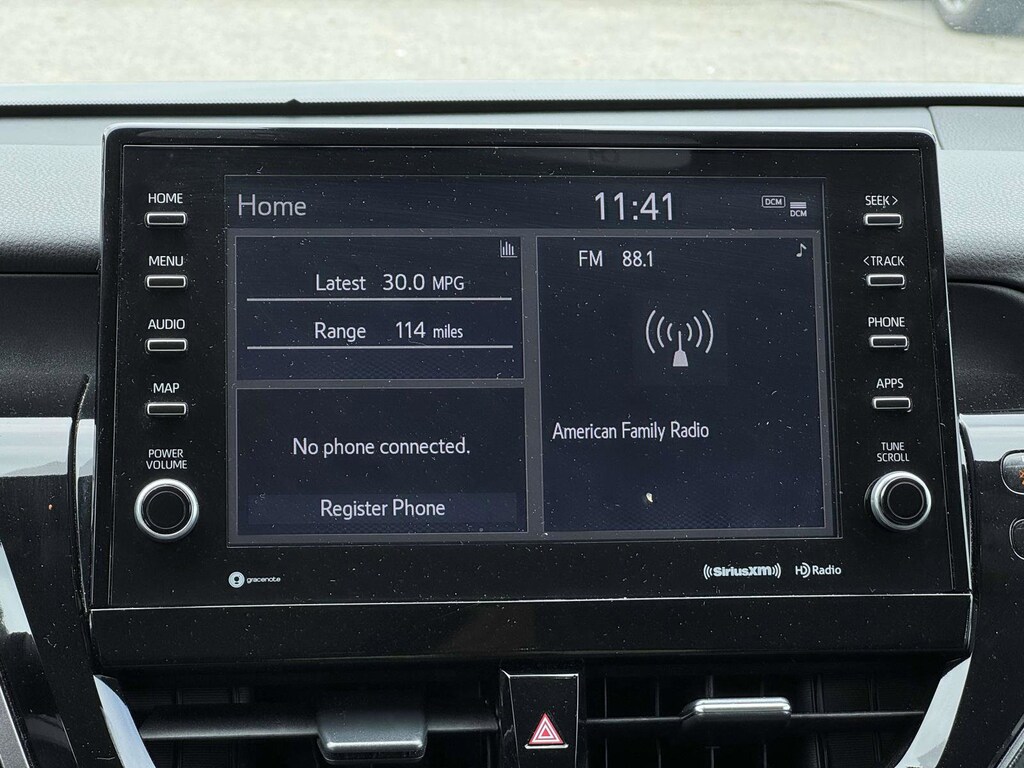 HOME
MENU
AUDIO
MAP
POWER
VOLUME
Home
11:41
DCM
DCM
Latest 30.0 MPG
Range 114 miles
No phone connected.
Register Phone
FM 88.1
American Family Radio
SEEK >
< TRACK
PHONE
APPS
TUNE
SCROLL
gracenote
((SiriusXM))
HD Radio